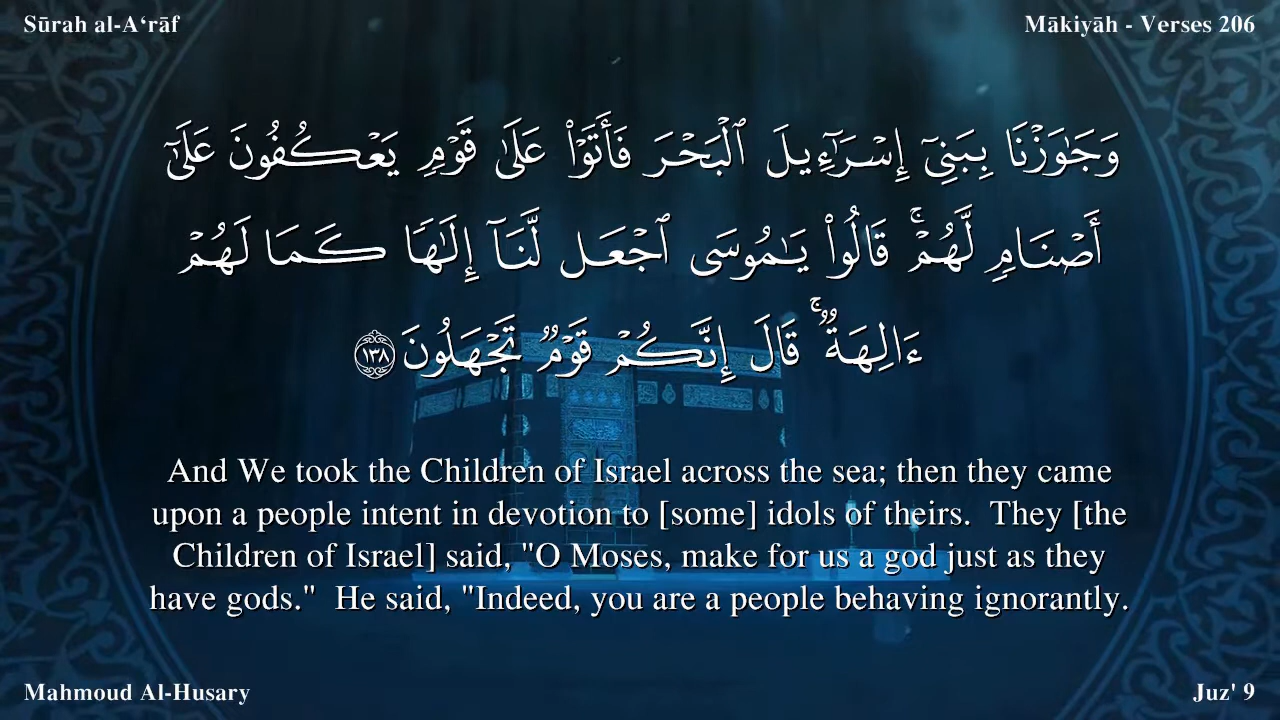 Sūrah al-A‘rāf
Mākiyāh - Verses 206
وَجَٰوَزْنَا بِبَنِىٓ إِسْرَٰٓءِيلَ ٱلْبَحْرَ فَأَتَوْا۟ عَلَىٰ قَوْمٍ يَعْكُفُونَ عَلَىٰٓ
أَصْنَامٍ لَّهُمْ ۚ قَالُوا۟ يَٰمُوسَى ٱجْعَل لَّنَآ إِلَٰهًا كَمَا لَهُمْ
ءَالِهَةٌ ۚ قَالَ إِنَّكُمْ قَوْمٌ تَجْهَلُونَ ١٣٨
And We took the Children of Israel across the sea; then they came
upon a people intent in devotion to [some] idols of theirs.  They [the
Children of Israel] said, "O Moses, make for us a god just as they
have gods."  He said, "Indeed, you are a people behaving ignorantly.
Mahmoud Al-Husary
Juz' 9